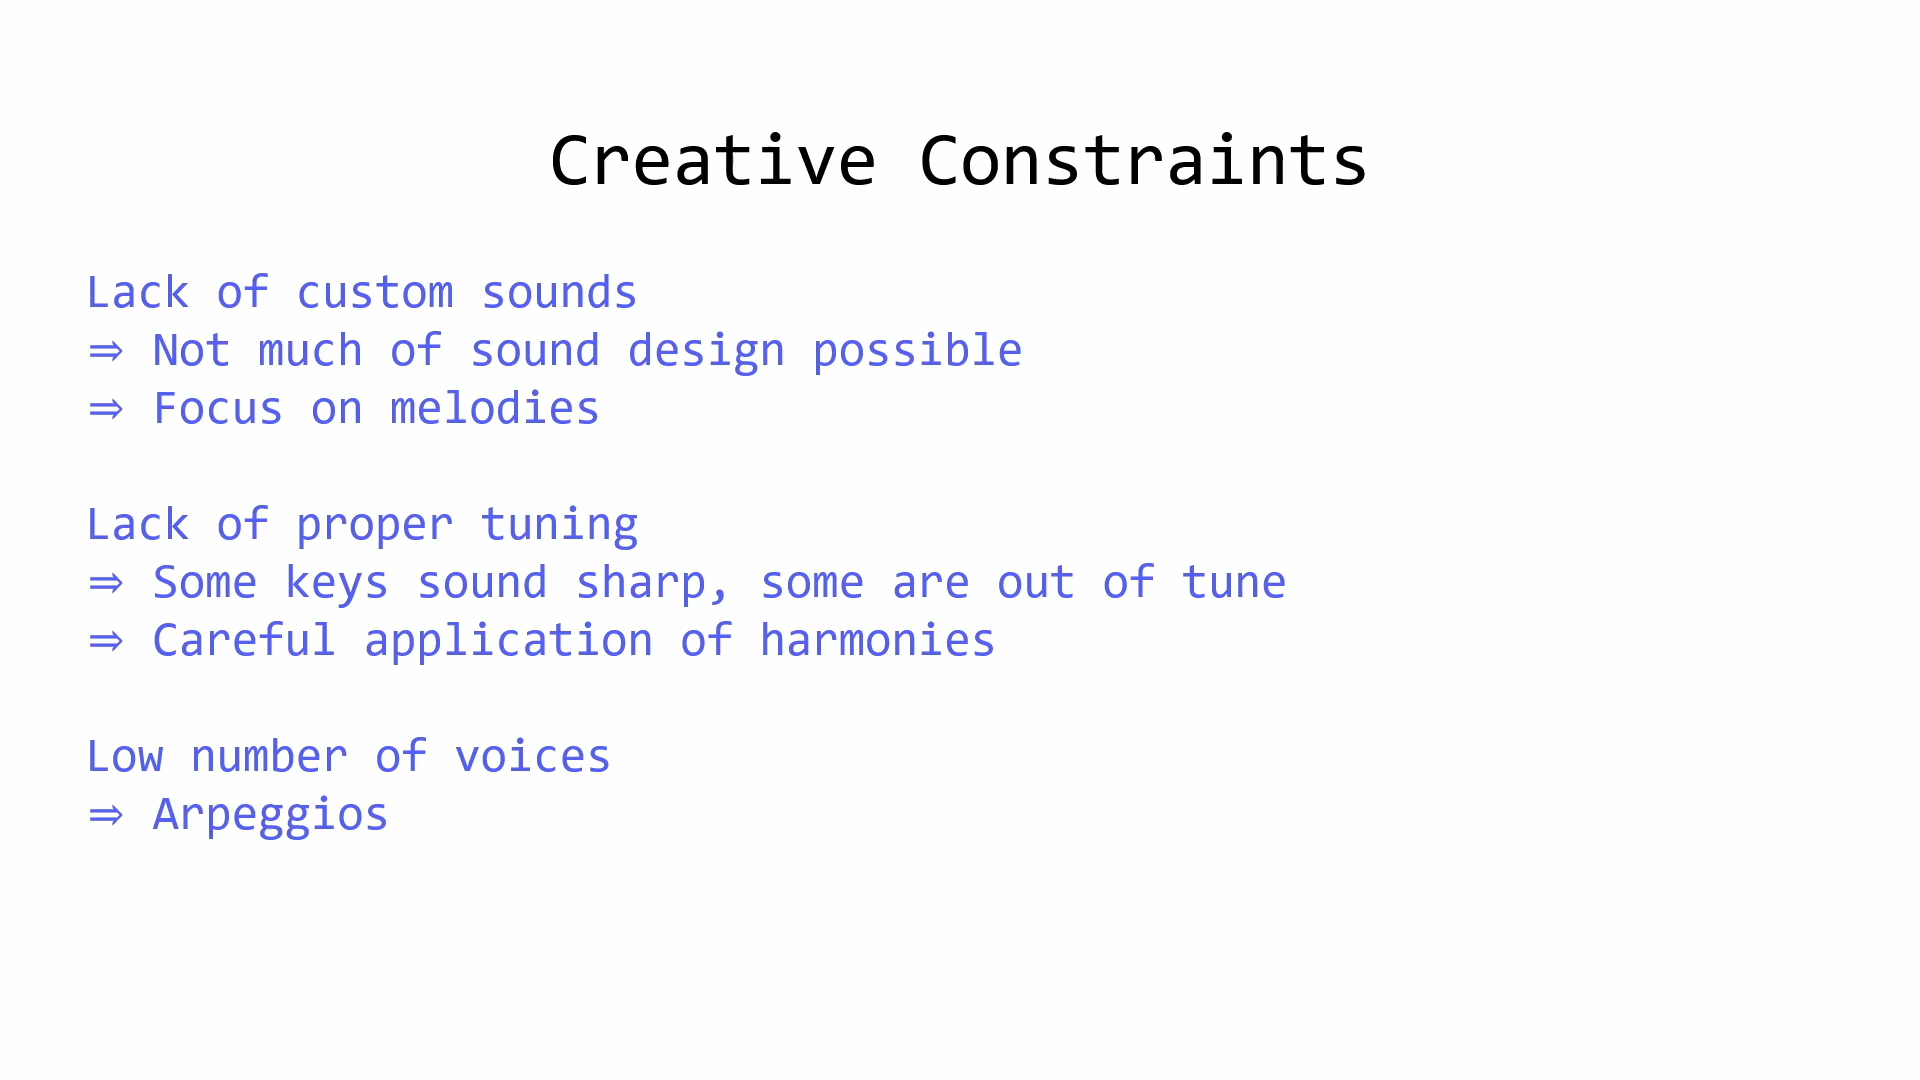 Creative Constraints
Lack of custom sounds
⇒ Not much of sound design possible
⇒ Focus on melodies
Lack of proper tuning
⇒ Some keys sound sharp, some are out of tune
⇒ Careful application of harmonies
Low number of voices
⇒ Arpeggios